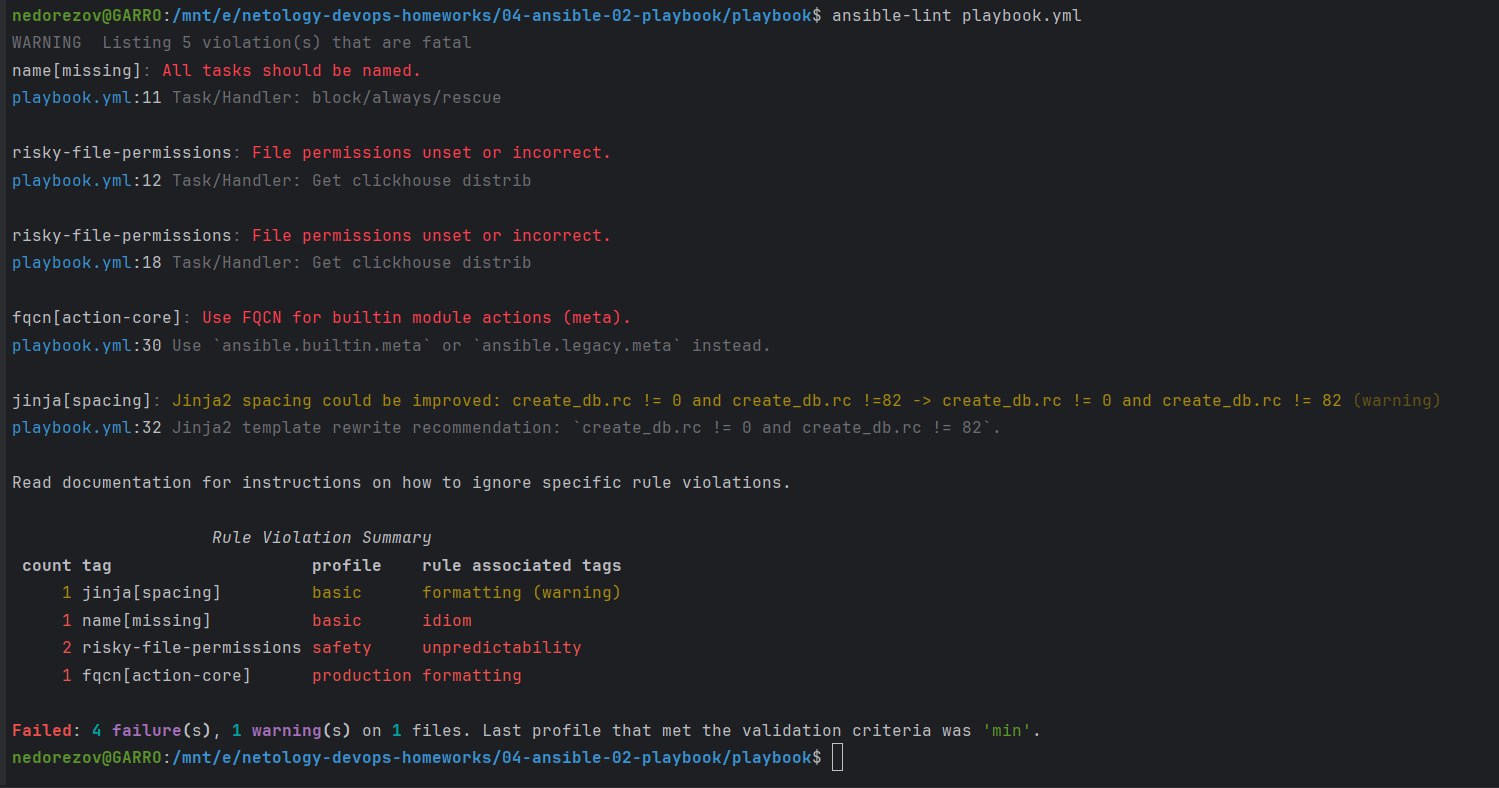 nedorezov@GARRO:/mnt/e/netology-devops-homeworks/04-ansible-02-playbook/playbook$ ansible-lint playbook.yml
WARNING  Listing 5 violation(s) that are fatal
name[missing]: All tasks should be named.
playbook.yml:11 Task/Handler: block/always/rescue
risky-file-permissions: File permissions unset or incorrect.
playbook.yml:12 Task/Handler: Get clickhouse distrib
risky-file-permissions: File permissions unset or incorrect.
playbook.yml:18 Task/Handler: Get clickhouse distrib
fqcn[action-core]: Use FQCN for builtin module actions (meta).
playbook.yml:30 Use `ansible.builtin.meta` or `ansible.legacy.meta` instead.
jinja[spacing]: Jinja2 spacing could be improved: create_db.rc != 0 and create_db.rc !=82 -> create_db.rc != 0 and create_db.rc != 82 (warning)
playbook.yml:32 Jinja2 template rewrite recommendation: `create_db.rc != 0 and create_db.rc != 82`.
Read documentation for instructions on how to ignore specific rule violations.
Rule Violation Summary
count tag profile rule associated tags
1 jinja[spacing] basic formatting (warning)
1 name[missing] basic idiom
2 risky-file-permissions safety unpredictability
1 fqcn[action-core] production formatting
Failed: 4 failure(s), 1 warning(s) on 1 files. Last profile that met the validation criteria was 'min'.
nedorezov@GARRO:/mnt/e/netology-devops-homeworks/04-ansible-02-playbook/playbook$